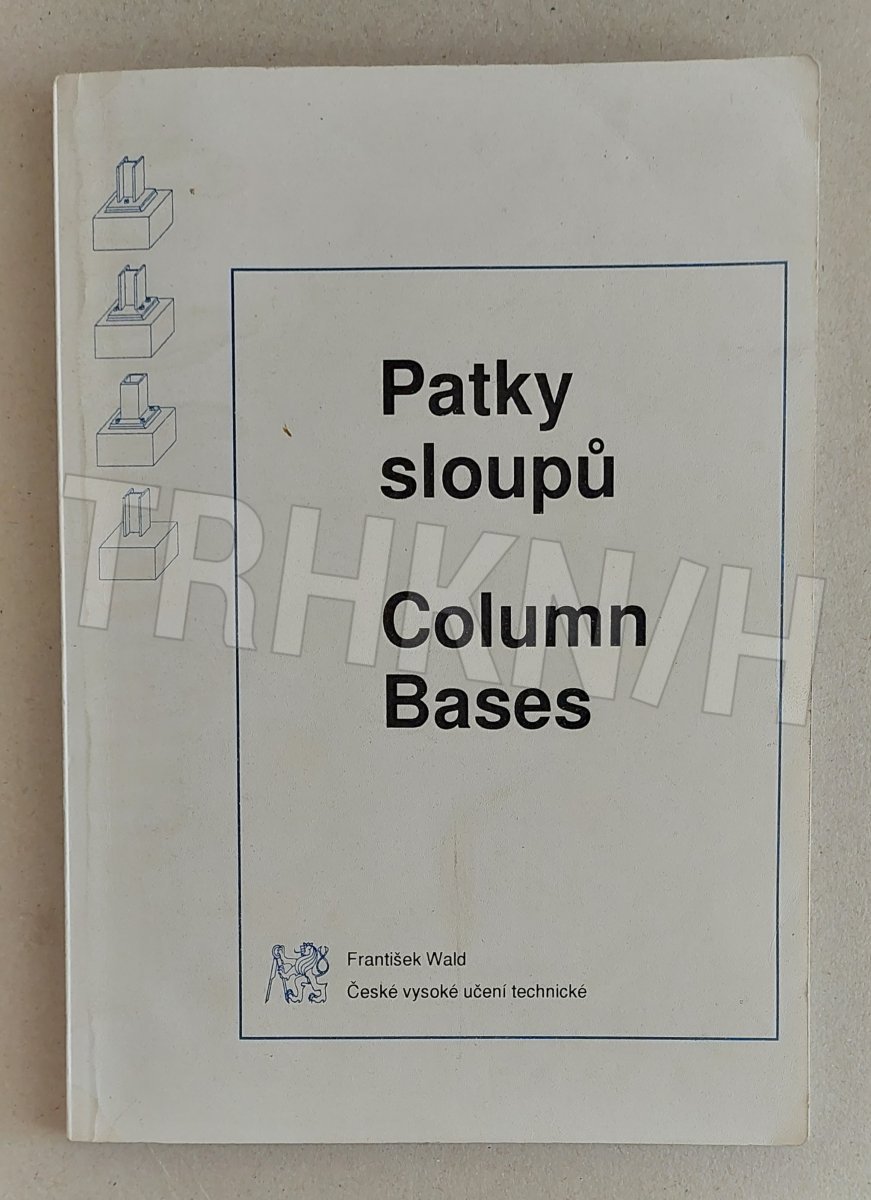 Patky
sloupů
Column
Bases
František Wald
České vysoké učení technické
TRHKNIH